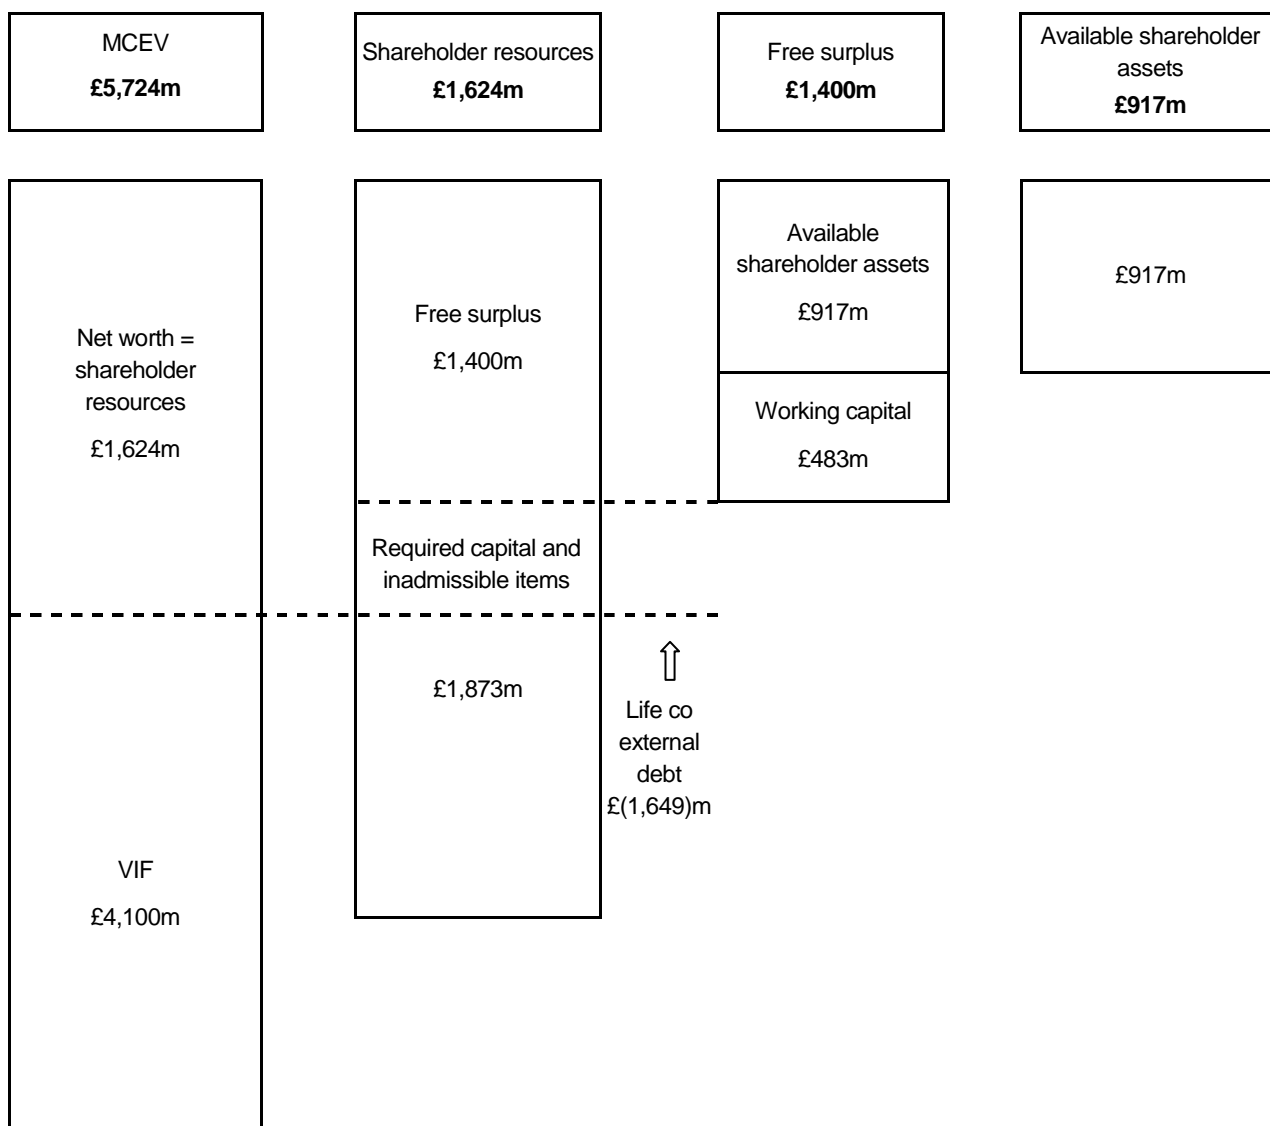 MCEV
£5,724m
Shareholder resources
£1,624m
Free surplus
£1,400m
Available shareholder
assets
£917m
Net worth =
shareholder
resources
£1,624m
VIF
£4,100m
Free surplus
£1,400m
Required capital and
inadmissible items
£1,873m
Life co
external
debt
£(1,649)m
Available
shareholder assets
£917m
Working capital
£483m
£917m